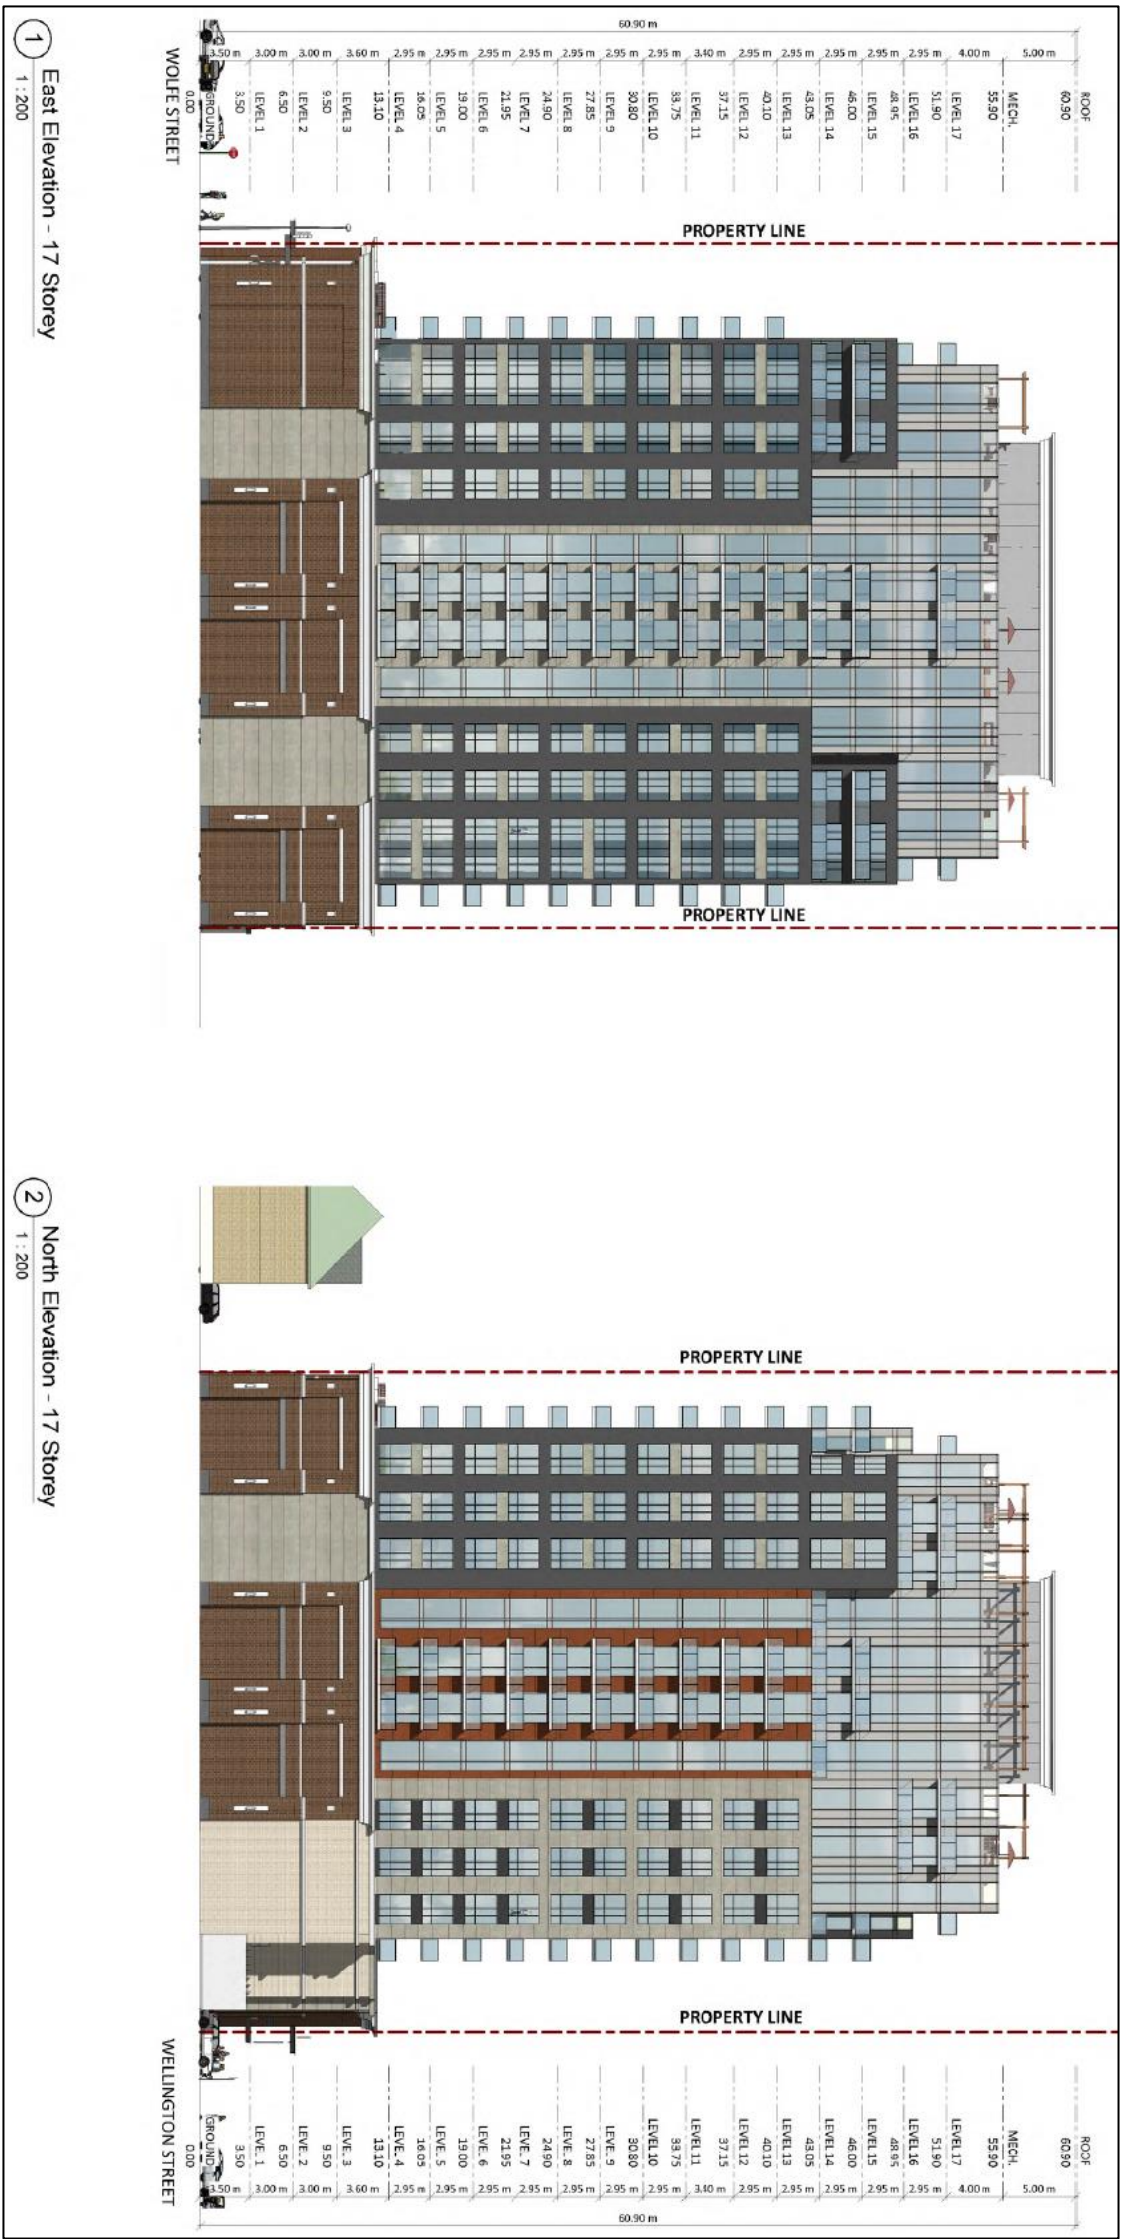 60.90 m
3.50 m 3.00 m 3.00 m 3.60 m 2.95 m 2.95 m 2.95 m 2.95 m 2.95 m 2.95 m 2.95 m 3.40 m 2.95 m 2.95 m 2.95 m 2.95 m 2.95 m 4.00 m 5.00 m
ROOF
60.90
MECH.
55.90
LEVEL 17
51.90
LEVEL 16
48.95
LEVEL 15
46.00
LEVEL 14
43.05
LEVEL 13
40.10
LEVEL 12
37.15
LEVEL 11
33.75
LEVEL 10
30.80
LEVEL 9
27.85
LEVEL 8
24.90
LEVEL 7
21.95
LEVEL 6
19.00
LEVEL 5
16.05
LEVEL 4
13.10
LEVEL 3
9.50
LEVEL 2
6.50
LEVEL 1
3.50
GROUND
0.00
WOLFE STREET
PROPERTY LINE
PROPERTY LINE
1 East Elevation - 17 Storey
1 : 200
PROPERTY LINE
PROPERTY LINE
ROOF
60.90
MECH.
55.90
LEVEL 17
51.90
LEVEL 16
48.95
LEVEL 15
46.00
LEVEL 14
43.05
LEVEL 13
40.10
LEVEL 12
37.15
LEVEL 11
33.75
LEVEL 10
30.80
LEVEL 9
27.85
LEVEL 8
24.90
LEVEL 7
21.95
LEVEL 6
19.00
LEVEL 5
16.05
LEVEL 4
13.10
LEVEL 3
9.50
LEVEL 2
6.50
LEVEL 1
3.50
GROUND
0.00
3.50 m 3.00 m 3.00 m 3.60 m 2.95 m 2.95 m 2.95 m 2.95 m 2.95 m 2.95 m 2.95 m 3.40 m 2.95 m 2.95 m 2.95 m 2.95 m 2.95 m 4.00 m 5.00 m
60.90 m
WELLINGTON STREET
2 North Elevation - 17 Storey
1 : 200